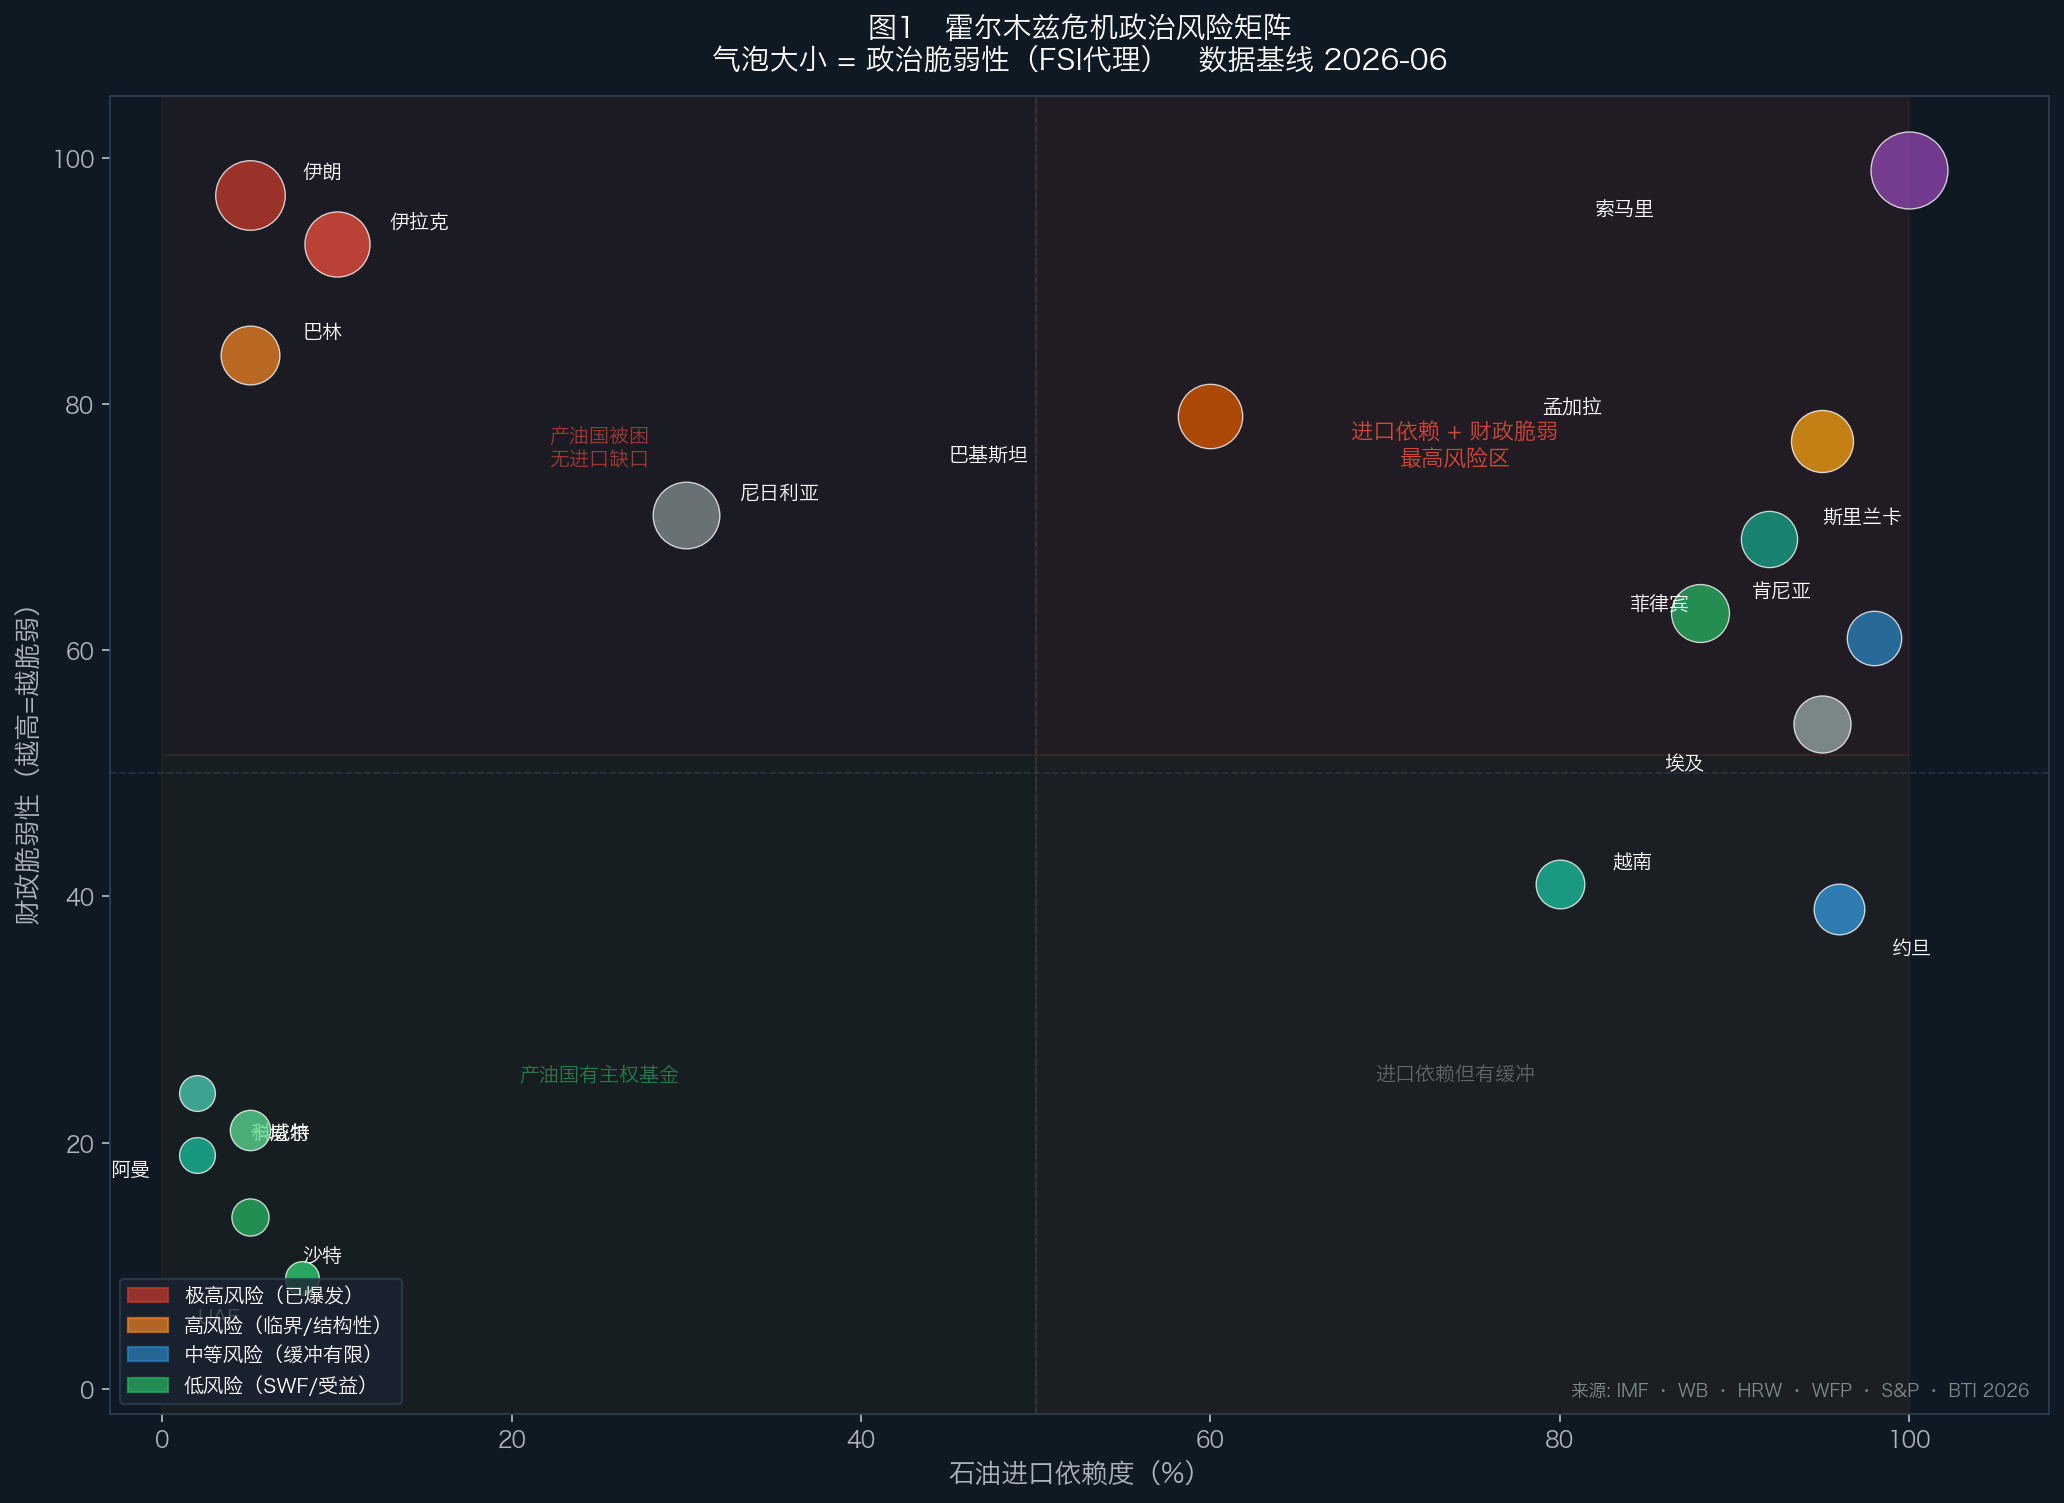 图1　霍尔木兹危机政治风险矩阵
气泡大小 = 政治脆弱性（FSI代理）　数据基线 2026-06
100
80
60
40
20
0
财政脆弱性（越高=越脆弱）
伊朗
伊拉克
索马里
巴林
孟加拉
产油国被困
无进口缺口
进口依赖 + 财政脆弱
最高风险区
巴基斯坦
尼日利亚
斯里兰卡
肯尼亚
菲律宾
埃及
越南
约旦
产油国有主权基金
进口依赖但有缓冲
阿曼
沙特
UAE
极高风险（已爆发）
高风险（临界/结构性）
中等风险（缓冲有限）
低风险（SWF/受益）
来源: IMF · WB · HRW · WFP · S&P · BTI 2026
0
20
40
60
80
100
石油进口依赖度（%）